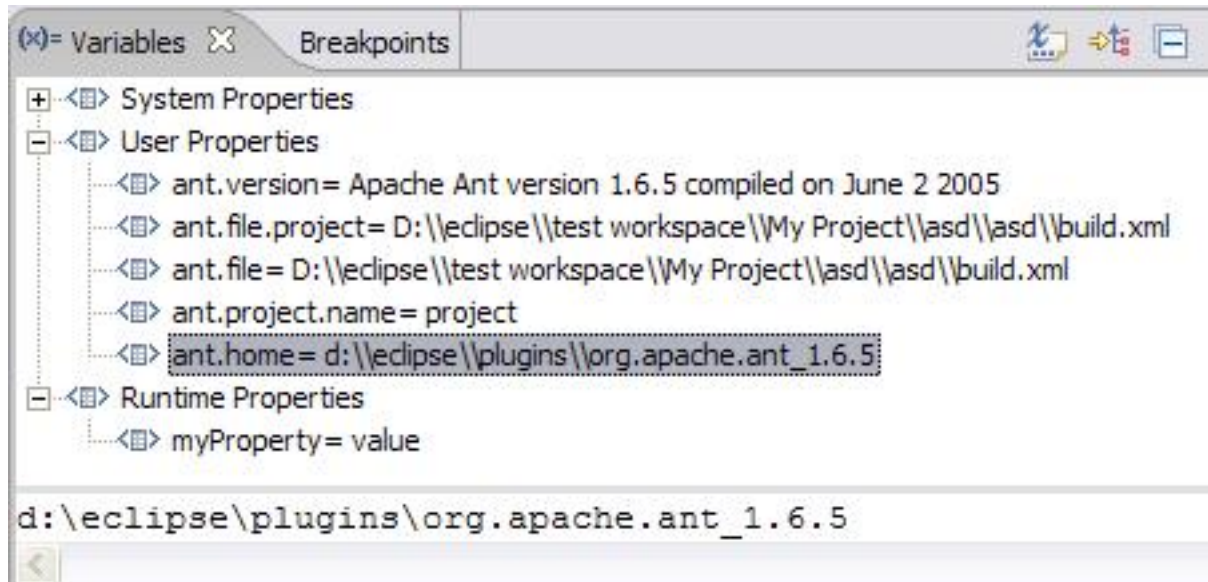 (x)= Variables Breakpoints
System Properties
User Properties
ant.version= Apache Ant version 1.6.5 compiled on June 2 2005
ant.file.project= D:\\eclipse\\test workspace\\My Project\\asd\\asd\\build.xml
ant.file= D:\\eclipse\\test workspace\\My Project\\asd\\asd\\build.xml
ant.project.name= project
ant.home= d:\\eclipse\\plugins\\org.apache.ant_1.6.5
Runtime Properties
myProperty= value
d:\eclipse\plugins\org.apache.ant_1.6.5